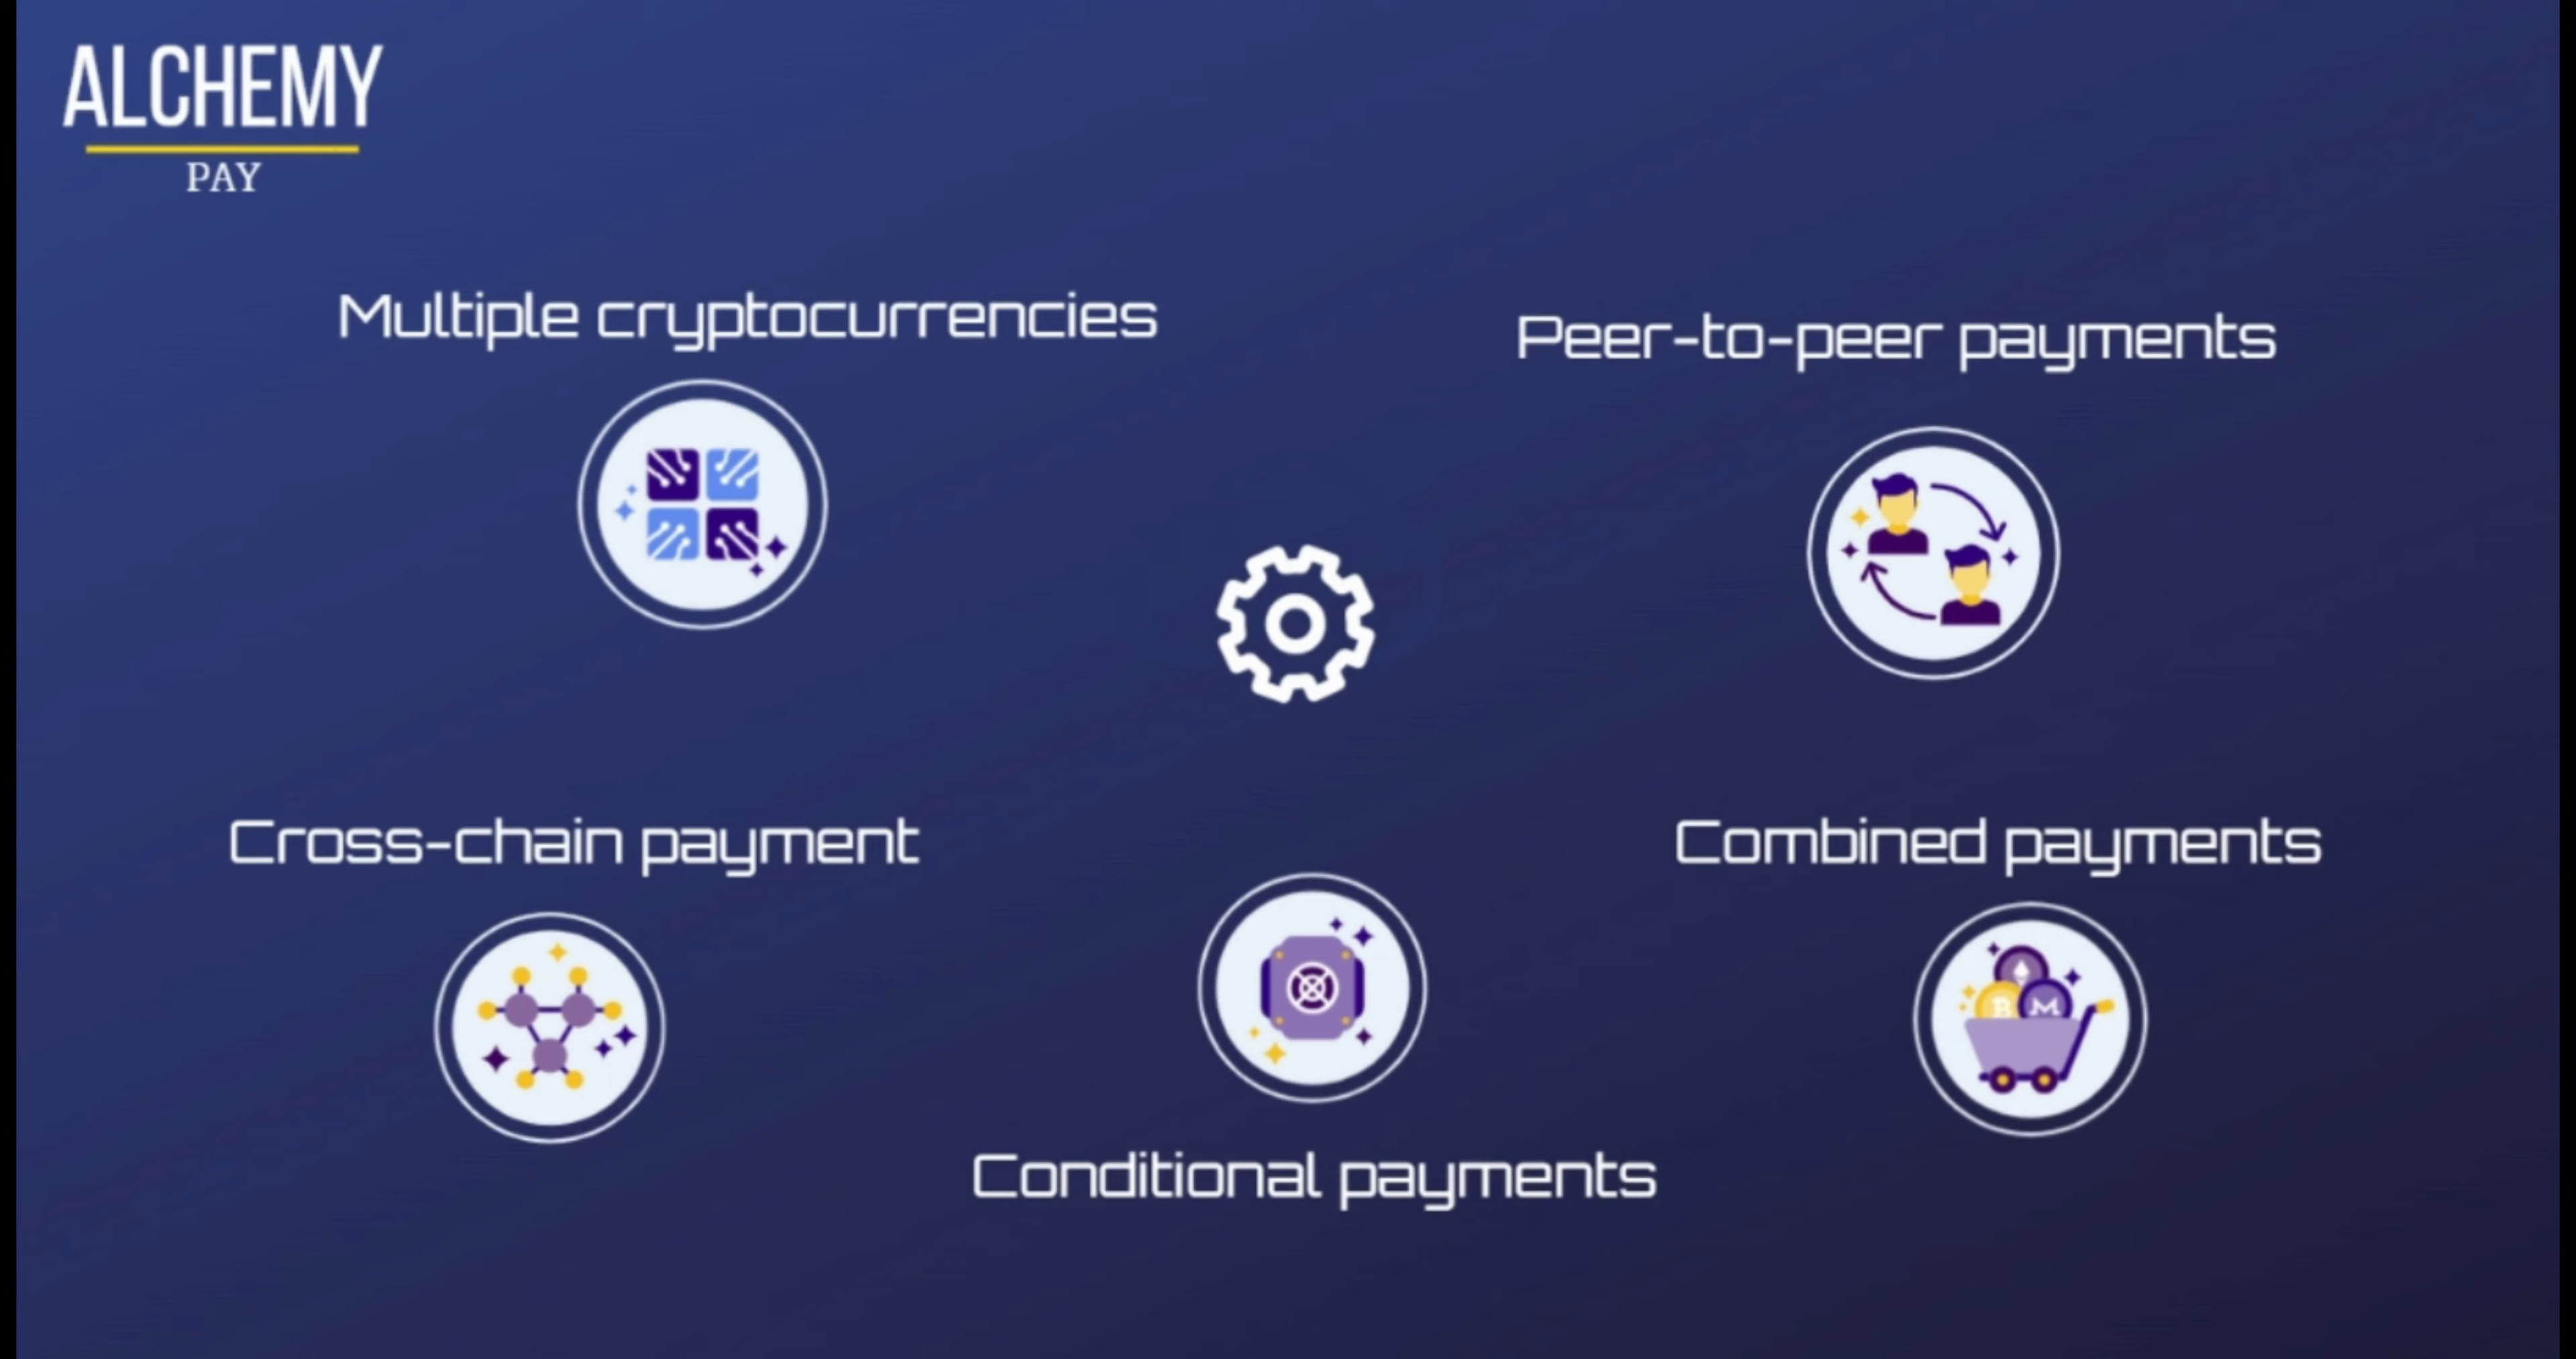 ALCHEMY
PAY
Multiple cryptocurrencies
Peer-to-peer payments
Cross-chain payment
Combined payments
Conditional payments